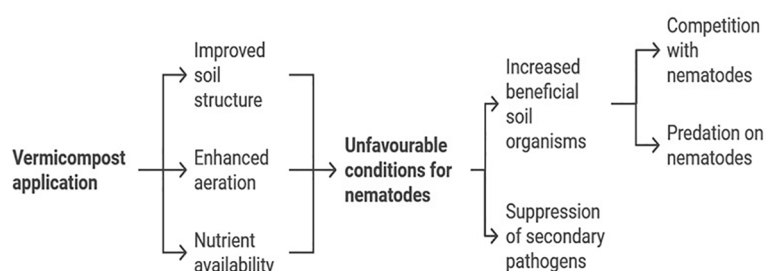 Improved
soil
structure
Vermicompost
application
Enhanced
aeration
Nutrient
availability
Unfavourable
conditions for
nematodes
Increased
beneficial
soil
organisms
Suppression
of secondary
pathogens
Competition
with
nematodes
Predation on
nematodes